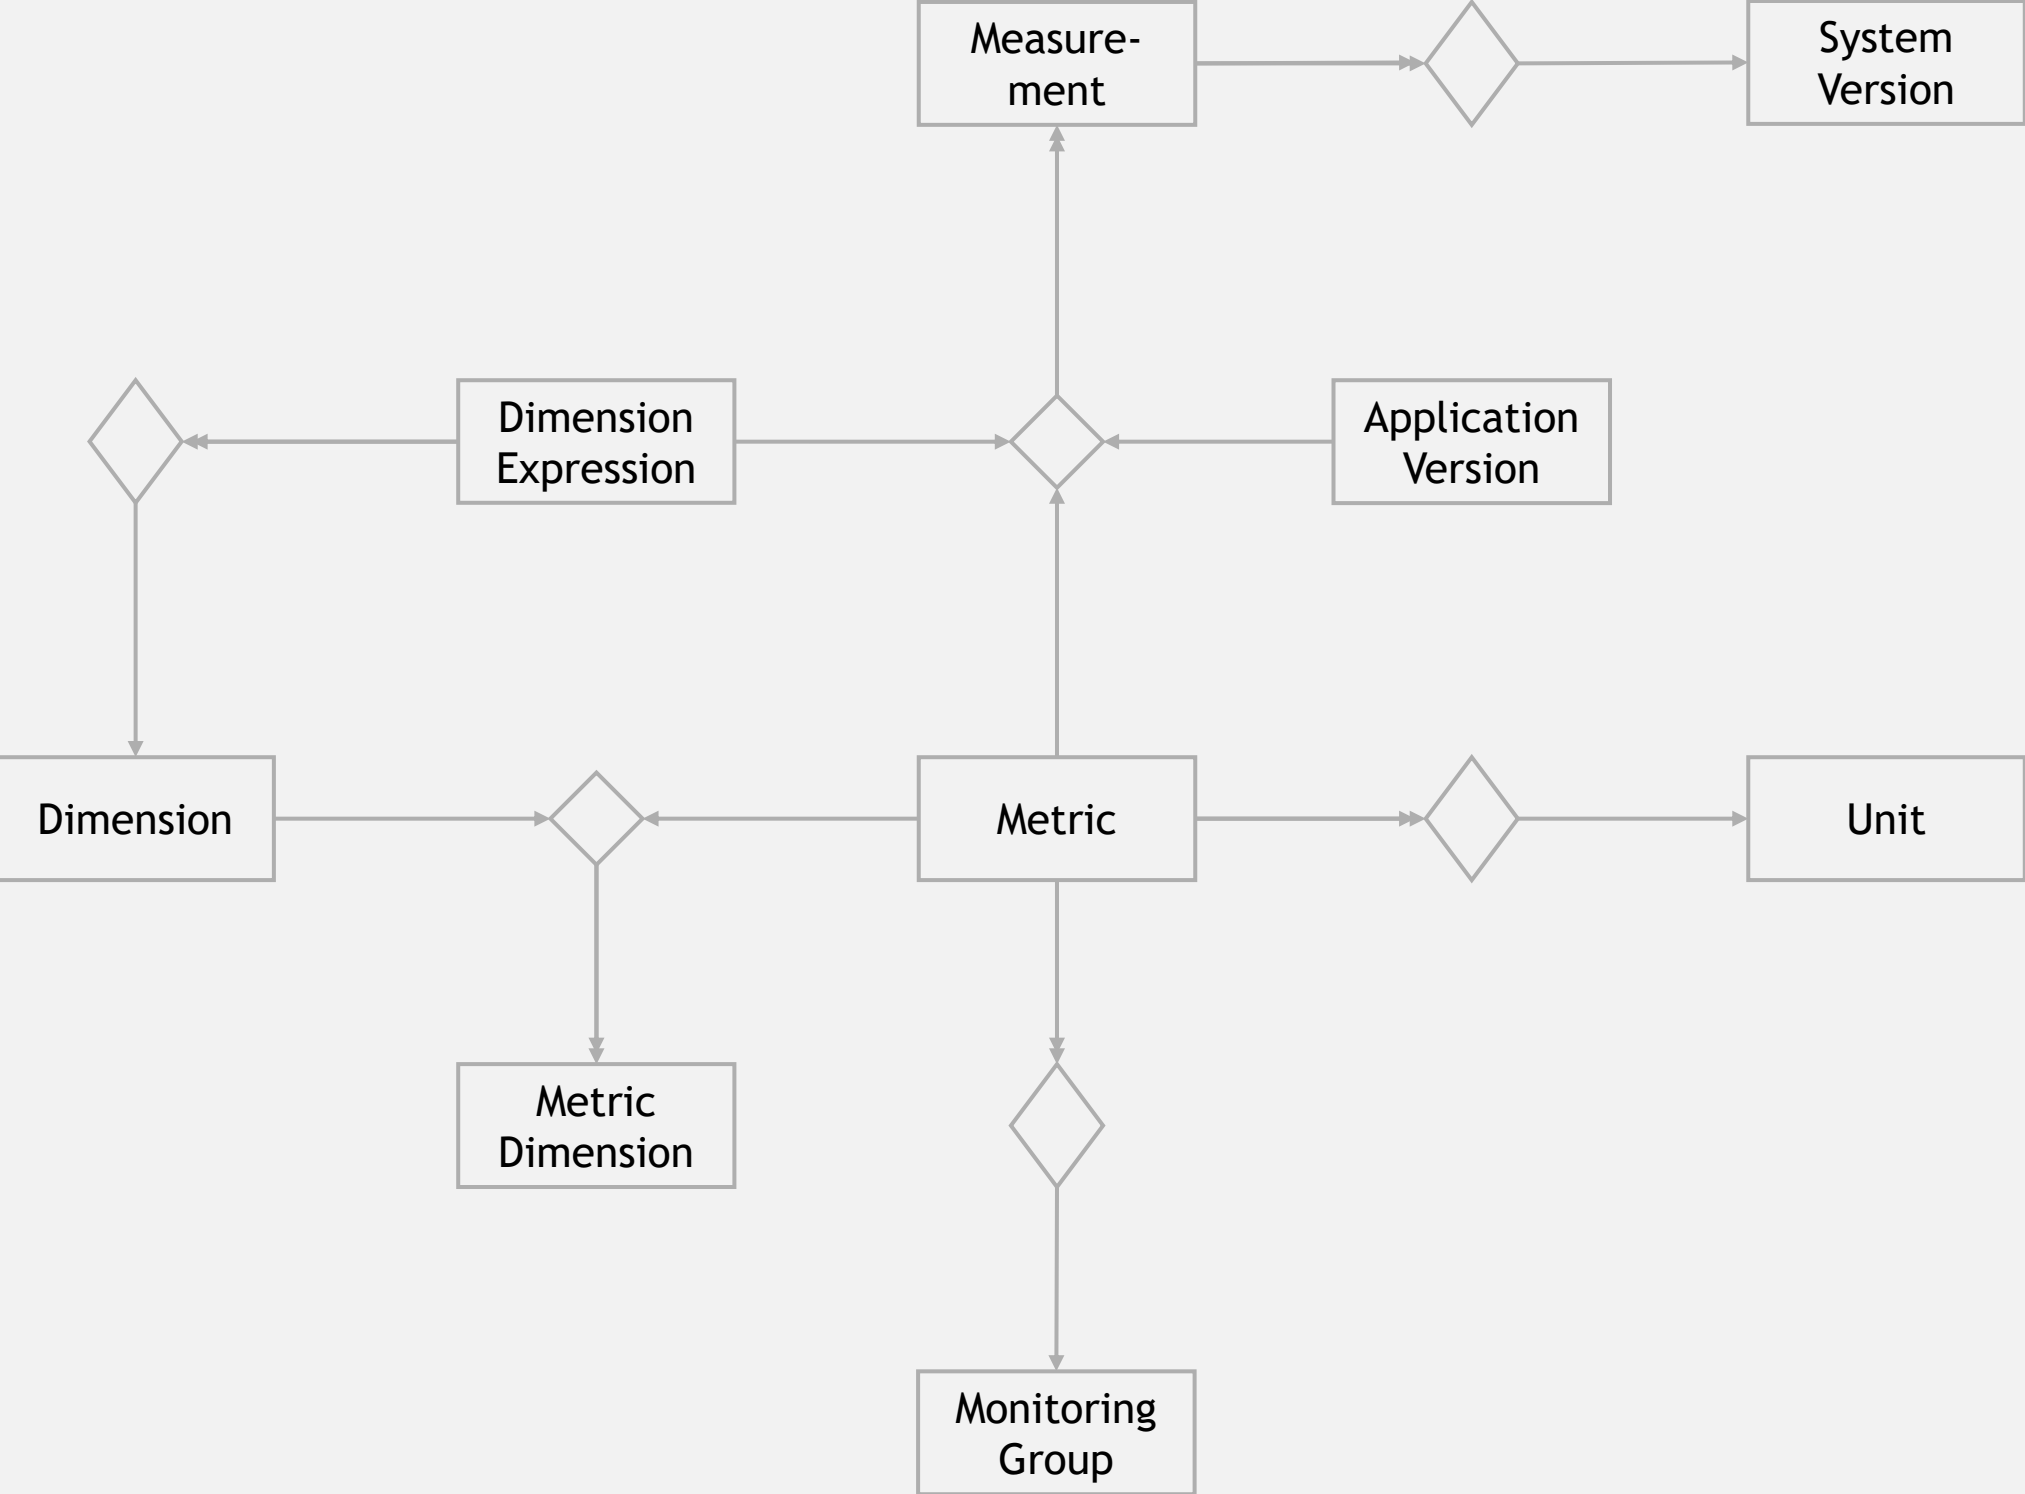 Measure-
ment
System
Version
Dimension
Expression
Application
Version
Dimension
Metric
Unit
Metric
Dimension
Monitoring
Group